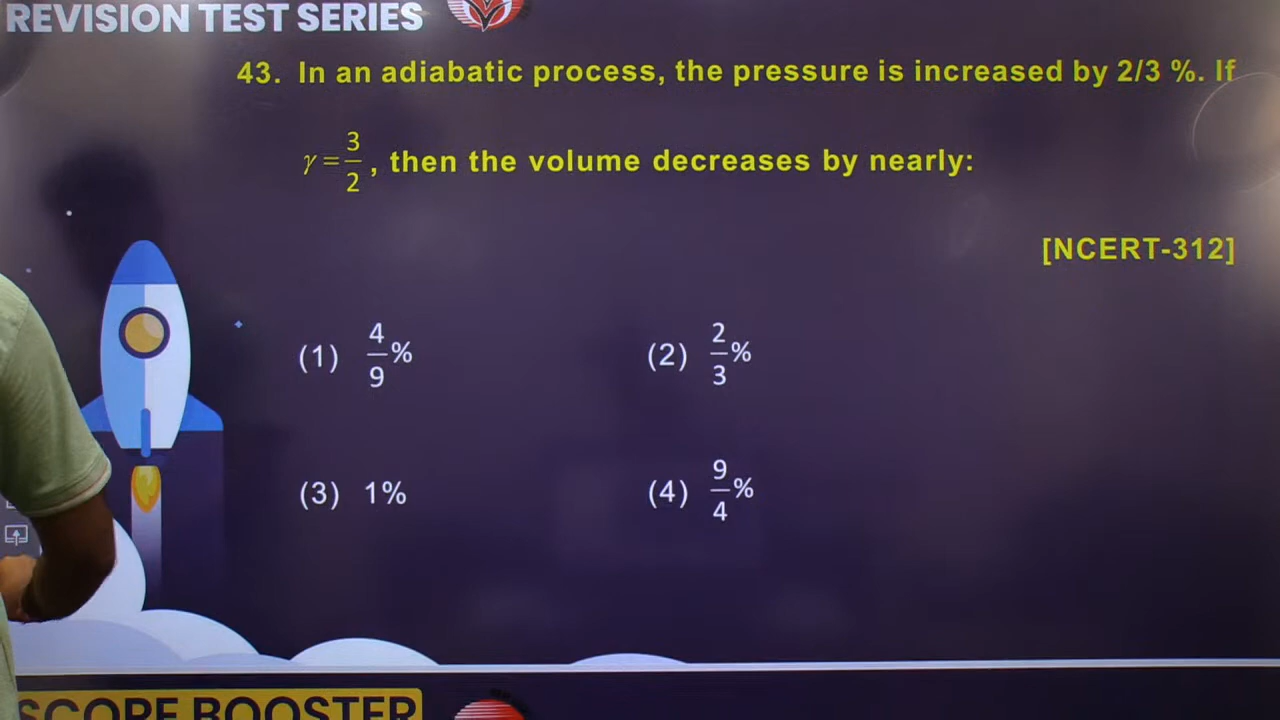 REVISION TEST SERIES
43. In an adiabatic process, the pressure is increased by 2/3 %. If
γ = 3/2 , then the volume decreases by nearly:
[NCERT-312]
(1) 4/9 % (2) 2/3 %
(3) 1% (4) 9/4 %
SCORE BOOSTER